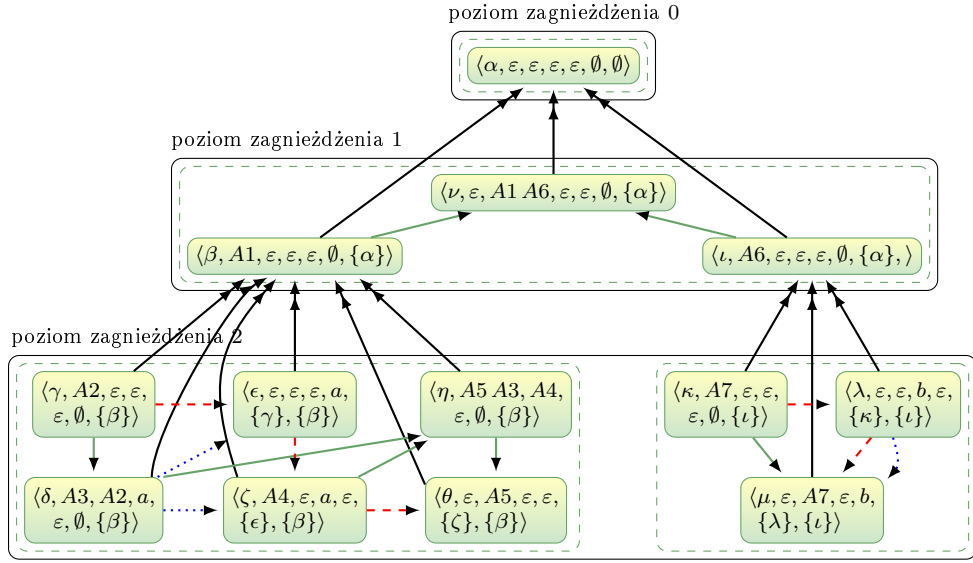 poziom zagnieżdżenia 0
⟨α, ε, ε, ε, ε, ∅, ∅⟩
poziom zagnieżdżenia 1
⟨ν, ε, A1 A6, ε, ε, ∅, {α}⟩
⟨β, A1, ε, ε, ε, ∅, {α}⟩
⟨ι, A6, ε, ε, ε, ∅, {α}, ⟩
poziom zagnieżdżenia 2
⟨γ, A2, ε, ε,
ε, ∅, {β}⟩
⟨ϵ, ε, ε, ε, a,
{γ}, {β}⟩
⟨η, A5 A3, A4,
ε, ∅, {β}⟩
⟨κ, A7, ε, ε,
ε, ∅, {ι}⟩
⟨λ, ε, ε, b, ε,
{κ}, {ι}⟩
⟨δ, A3, A2, a,
ε, ∅, {β}⟩
⟨ζ, A4, ε, a, ε,
{ϵ}, {β}⟩
⟨θ, ε, A5, ε, ε,
{ζ}, {β}⟩
⟨μ, ε, A7, ε, b,
{λ}, {ι}⟩